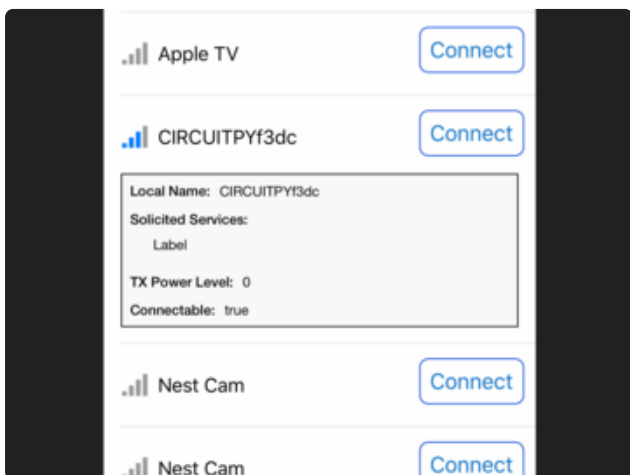 Apple TV
Connect
CIRCUITPYf3dc
Connect
Local Name: CIRCUITPYf3dc
Solicited Services:
Label
TX Power Level: 0
Connectable: true
Nest Cam
Connect
Nest Cam
Connect